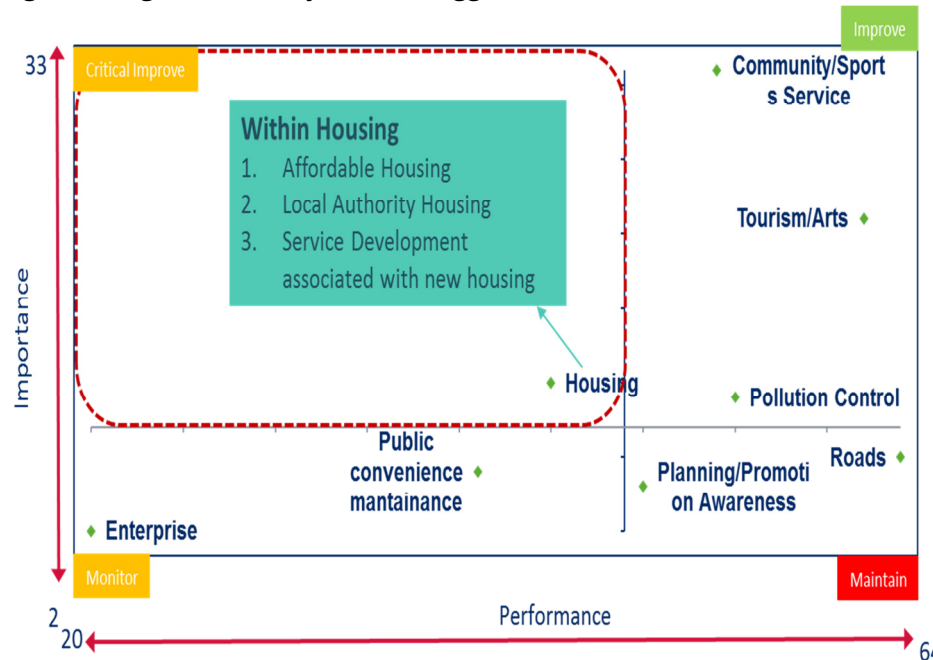 Improve
33
Critical Improve
Community/Sport
s Service
Within Housing
1. Affordable Housing
2. Local Authority Housing
3. Service Development
associated with new housing
Tourism/Arts
Importance
Housing
Pollution Control
Public
convenience
mantainance
Roads
Planning/Promoti
on Awareness
Enterprise
Monitor
Maintain
2
20
Performance
64